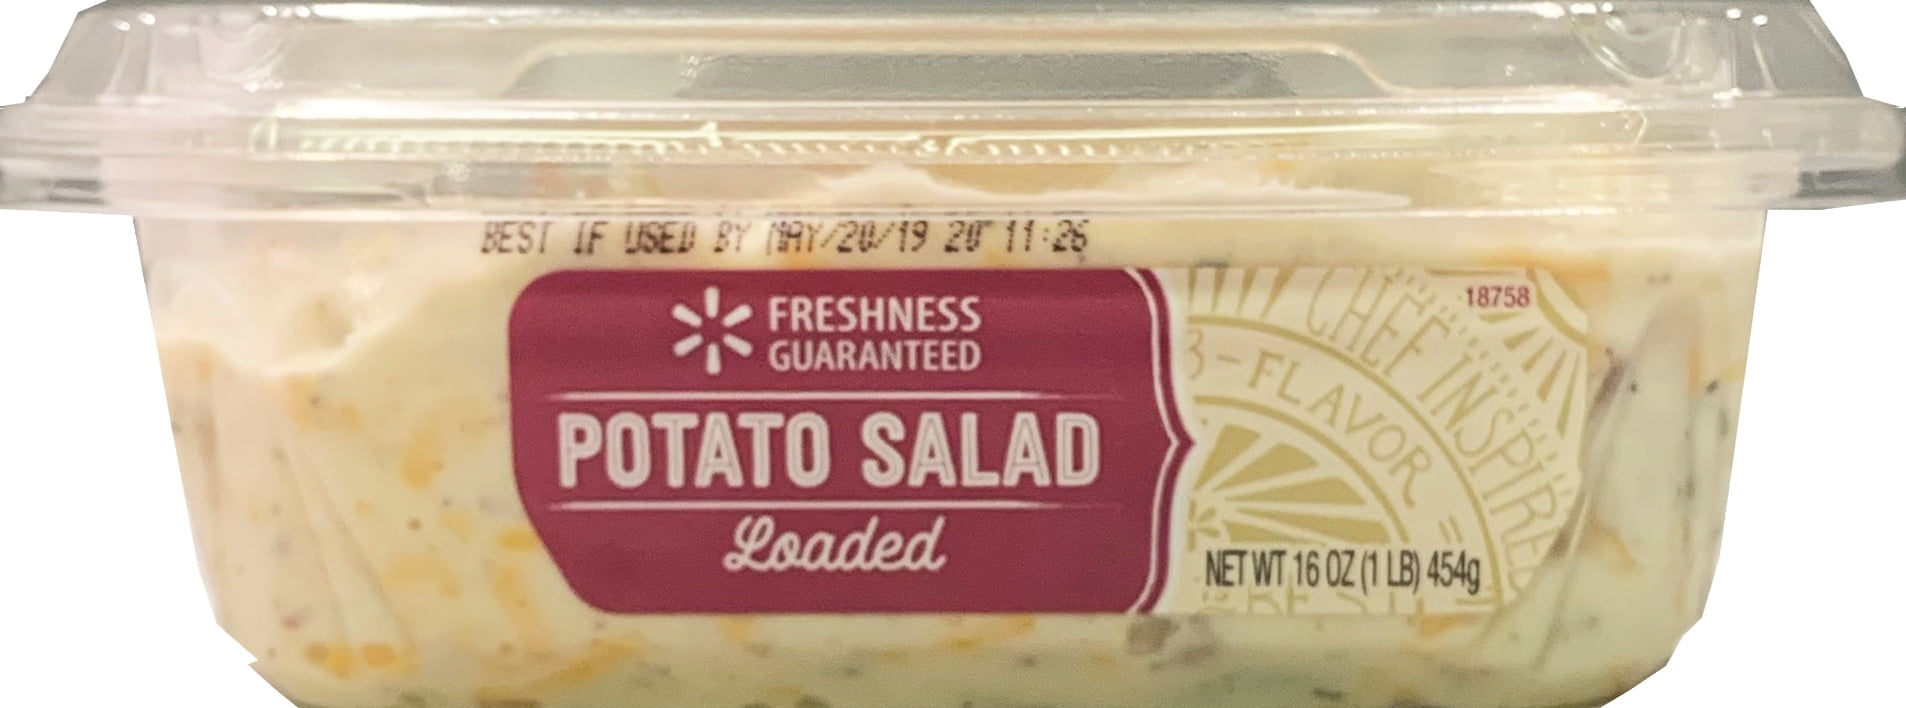 BEST IF USED BY MAY/20/19 20 11:26
FRESHNESS
GUARANTEED
POTATO SALAD
Loaded
18758
CHEF INSPIRED
FLAVOR
NET WT 16 OZ (1 LB) 454g